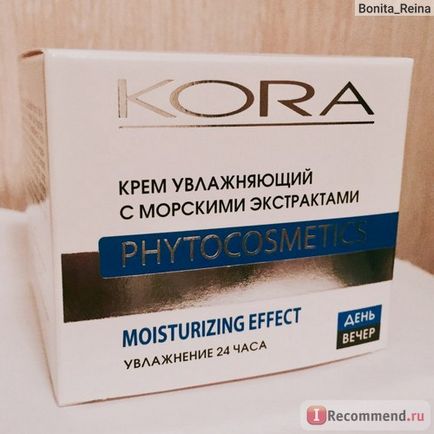 Bonita_Reina
KORA
КРЕМ УВЛАЖНЯЮЩИЙ
С МОРСКИМИ ЭКСТРАКТАМИ
PHYTOCOSMETICS
MOISTURIZING EFFECT
УВЛАЖНЕНИЕ 24 ЧАСА
ДЕНЬ
ВЕЧЕР
IRecommend.ru